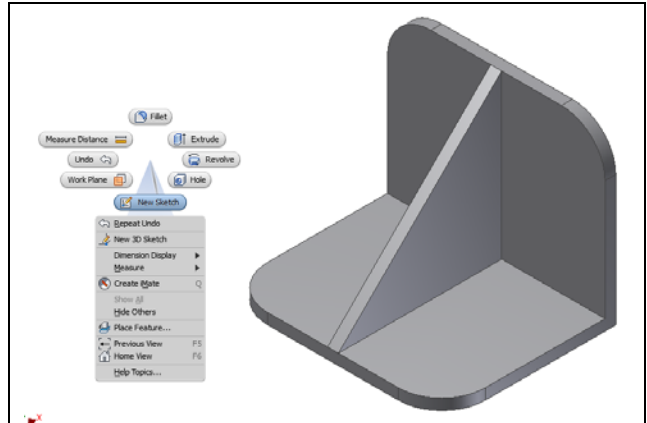 Fillet
Measure Distance
Extrude
Undo
Revolve
Work Plane
Hole
New Sketch
Repeat Undo
New 3D Sketch
Dimension Display
Measure
Create iMate Q
Show All
Hide Others
Place Feature...
Previous View F5
Home View F6
Help Topics...
x